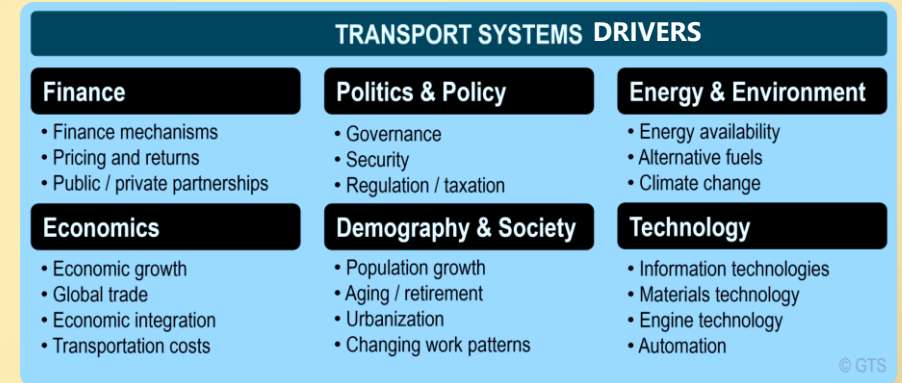 TRANSPORT SYSTEMS DRIVERS
Finance
• Finance mechanisms
• Pricing and returns
• Public / private partnerships
Politics & Policy
• Governance
• Security
• Regulation / taxation
Energy & Environment
• Energy availability
• Alternative fuels
• Climate change
Economics
• Economic growth
• Global trade
• Economic integration
• Transportation costs
Demography & Society
• Population growth
• Aging / retirement
• Urbanization
• Changing work patterns
Technology
• Information technologies
• Materials technology
• Engine technology
• Automation
© GTS